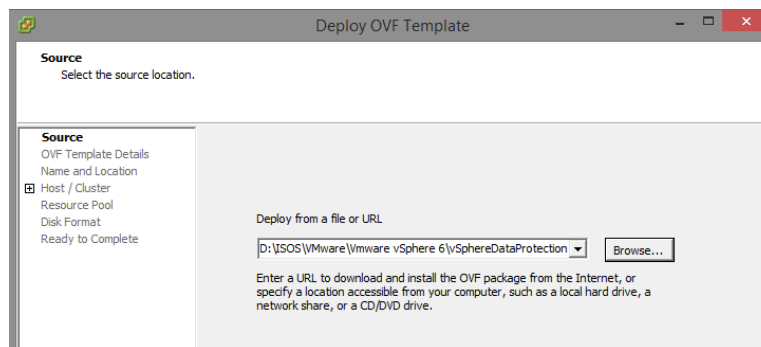 Deploy OVF Template
Source
Select the source location.
Source
OVF Template Details
Name and Location
Host / Cluster
Resource Pool
Disk Format
Ready to Complete
Deploy from a file or URL
D:\ISOS\VMware\Vmware vSphere 6\vSphereDataProtection
Browse...
Enter a URL to download and install the OVF package from the Internet, or
specify a location accessible from your computer, such as a local hard drive, a
network share, or a CD/DVD drive.